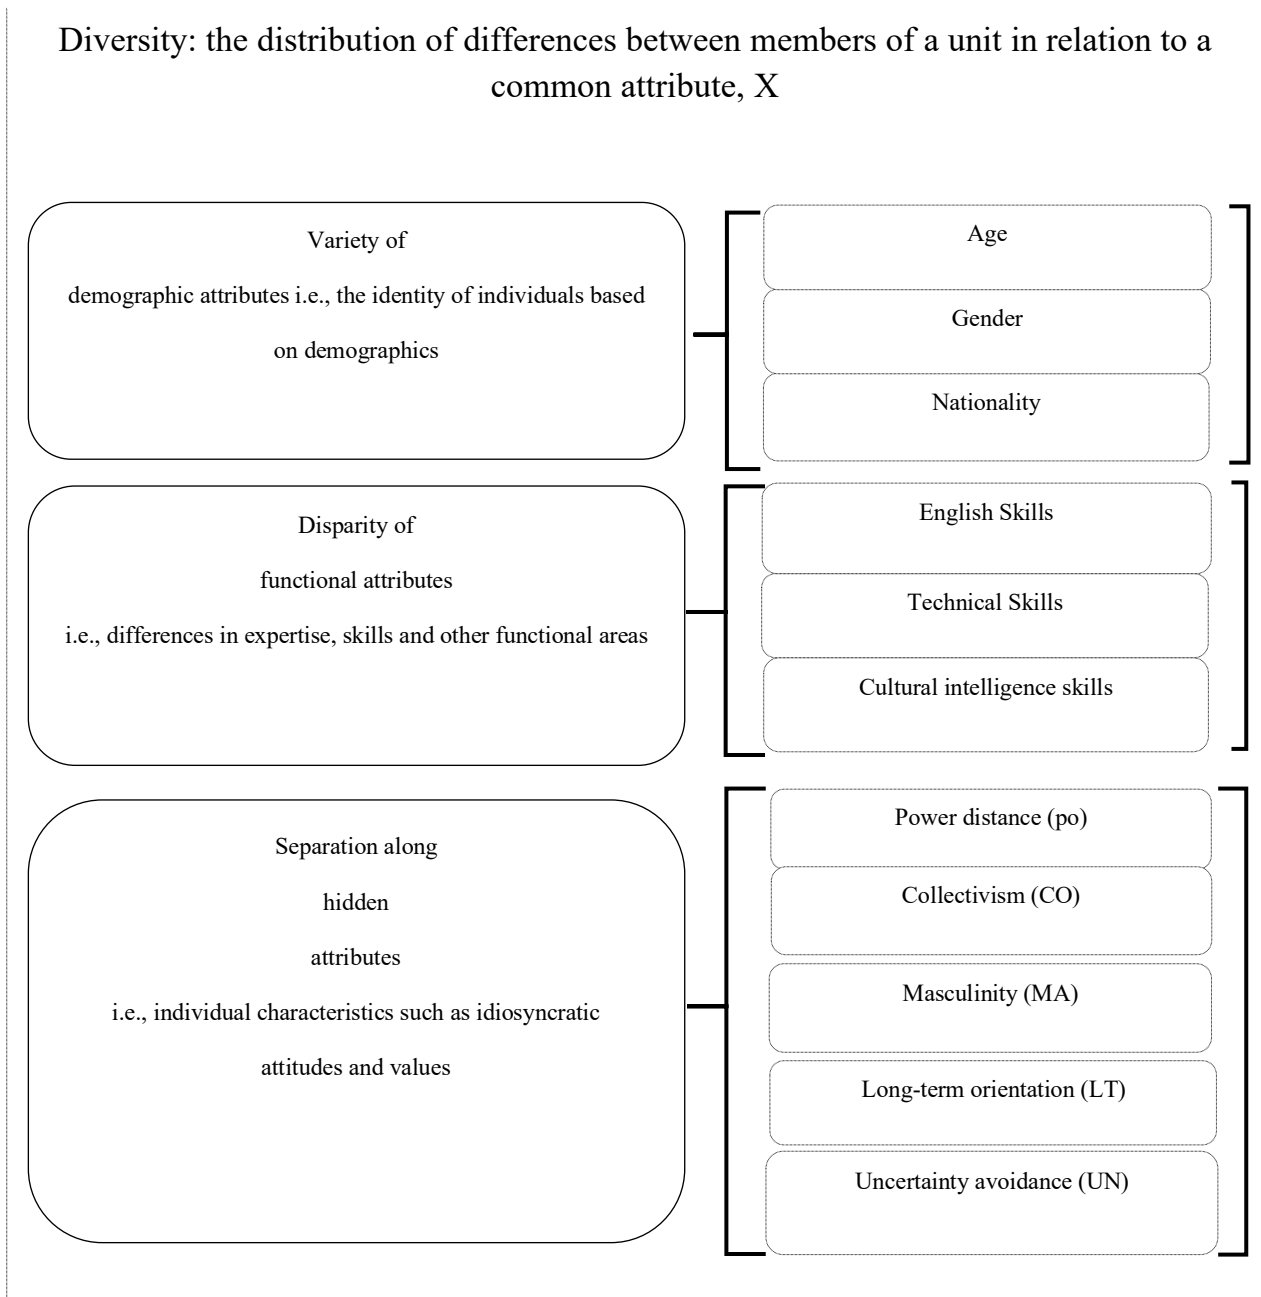 Diversity: the distribution of differences between members of a unit in relation to a
common attribute, X
Variety of
demographic attributes i.e., the identity of individuals based
on demographics
Age
Gender
Nationality
Disparity of
functional attributes
i.e., differences in expertise, skills and other functional areas
English Skills
Technical Skills
Cultural intelligence skills
Separation along
hidden
attributes
i.e., individual characteristics such as idiosyncratic
attitudes and values
Power distance (po)
Collectivism (CO)
Masculinity (MA)
Long-term orientation (LT)
Uncertainty avoidance (UN)